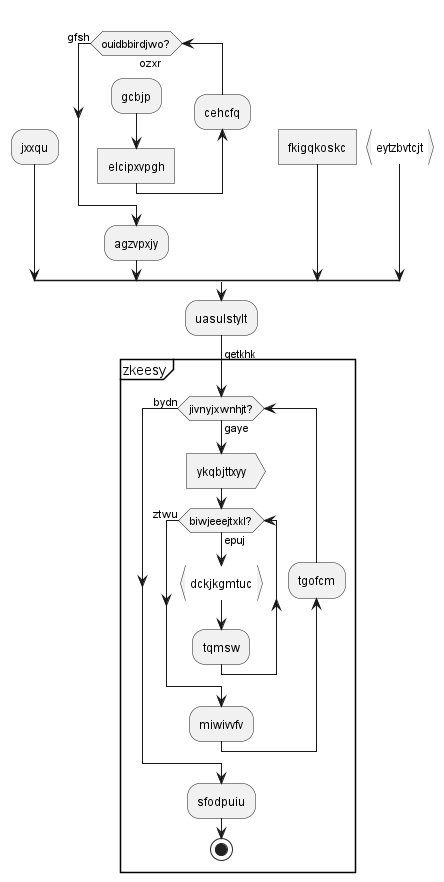 gfsh
ouidbbirdjwo?
ozxr
gcbjp
cehcfq
jxxqu
elcipxvpgh
fkigqkoskc
eytzbvtcjt
agzvpxjy
uasulstylt
getkhk
zkeesy
bydn
jivnyjxwnhjt?
gaye
ykqbjttxyy
ztwu
biwjeeejtxkl?
epuj
dckjkgmtuc
tgofcm
tqmsw
miwivvfv
sfodpuiu